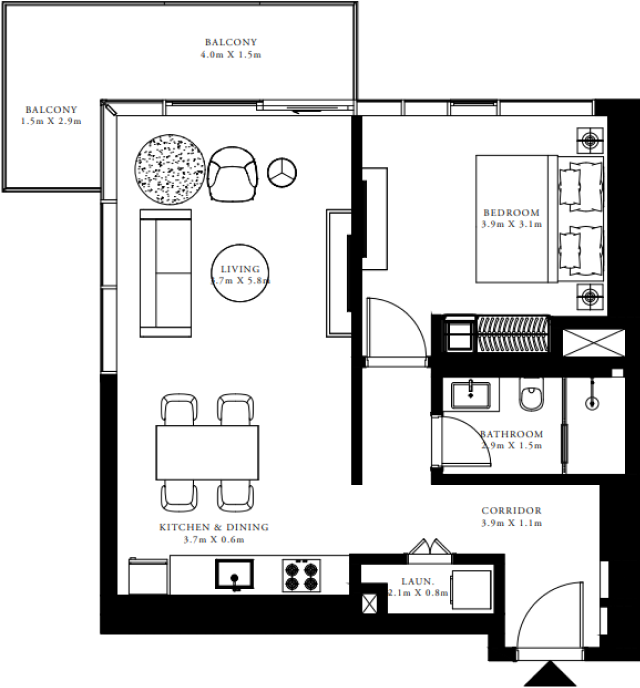 BALCONY
4.0m X 1.5m
BALCONY
1.5m X 2.9m
BEDROOM
3.9m X 3.1m
LIVING
3.7m X 5.8m
BATHROOM
2.9m X 1.5m
CORRIDOR
3.9m X 1.1m
KITCHEN & DINING
3.7m X 0.6m
LAUN.
2.1m X 0.8m